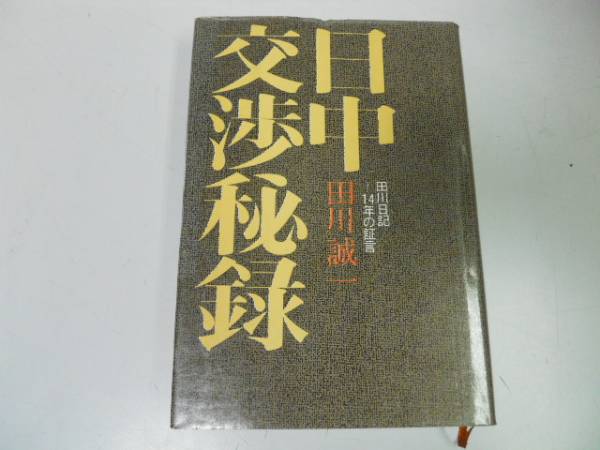 日中
交渉秘録
田川日記
―14年の証言
田川誠一